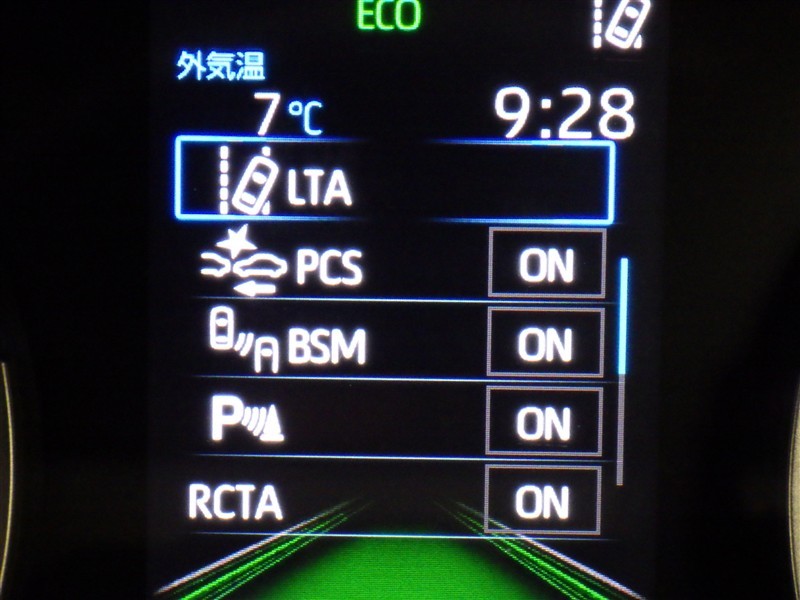 ECO
外気温
7℃ 9:28
LTA
PCS ON
BSM ON
P ON
RCTA ON